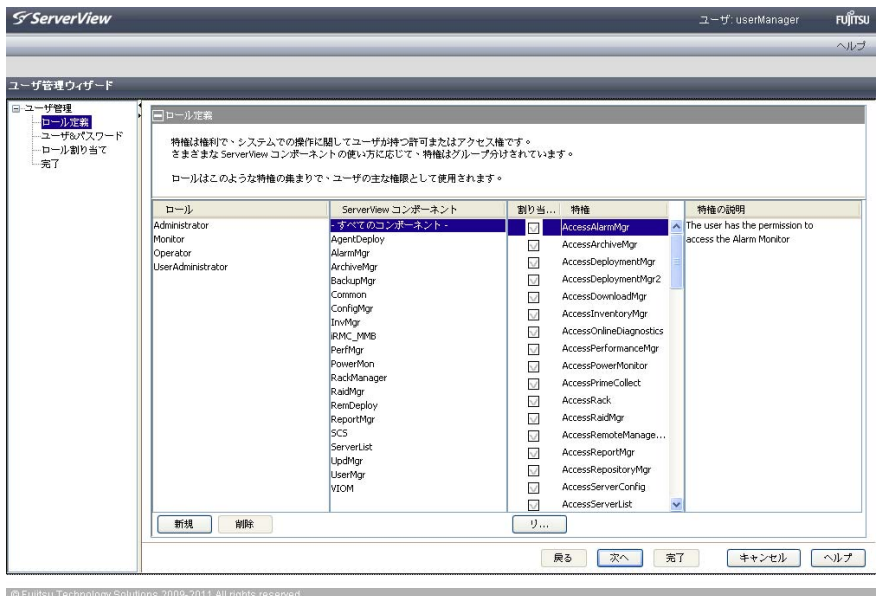 ServerView
ユーザ: userManager
FUJITSU
ヘルプ
ユーザ管理ウィザード
ユーザ管理
ロール定義
ユーザ&パスワード
ロール割り当て
完了
ロール定義
特権は権利で、システムでの操作に関してユーザが持つ許可またはアクセス権です。
さまざまな ServerView コンポーネントの使い方に応じて、特権はグループ分けされています。
ロールはこのような特権の集まりで、ユーザの主な権限として使用されます。
ロール
Administrator
Monitor
Operator
UserAdministrator
新規
削除
ServerView コンポーネント
- すべてのコンポーネント -
AgentDeploy
AlarmMgr
ArchiveMgr
BackupMgr
Common
ConfigMgr
InvMgr
iRMC_MMB
PerfMgr
PowerMon
RackManager
RaidMgr
RemDeploy
ReportMgr
SCS
ServerList
UpdMgr
UserMgr
VIOM
割り当... 特権
AccessAlarmMgr
AccessArchiveMgr
AccessDeploymentMgr
AccessDeploymentMgr2
AccessDownloadMgr
AccessInventoryMgr
AccessOnlineDiagnostics
AccessPerformanceMgr
AccessPowerMonitor
AccessPrimeCollect
AccessRack
AccessRaidMgr
AccessRemoteManage...
AccessReportMgr
AccessRepositoryMgr
AccessServerConfig
AccessServerList
リ...
特権の説明
The user has the permission to
access the Alarm Monitor
戻る
次へ
完了
キャンセル
ヘルプ
© Fujitsu Technology Solutions 2009-2011 All rights reserved